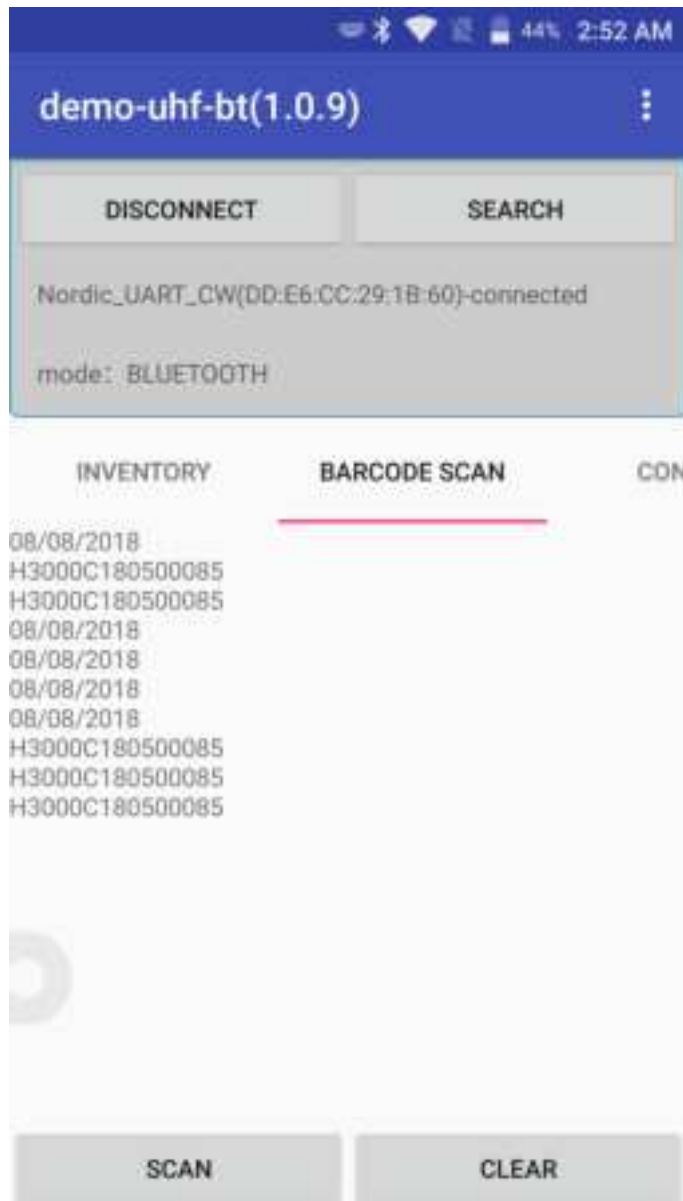 44% 2:52 AM
demo-uhf-bt(1.0.9)
DISCONNECT SEARCH
Nordic_UART_CW(DD:E6:CC:29:1B:60)-connected
mode: BLUETOOTH
INVENTORY BARCODE SCAN CON
08/08/2018
H3000C180500085
H3000C180500085
08/08/2018
08/08/2018
08/08/2018
08/08/2018
H3000C180500085
H3000C180500085
H3000C180500085
SCAN CLEAR